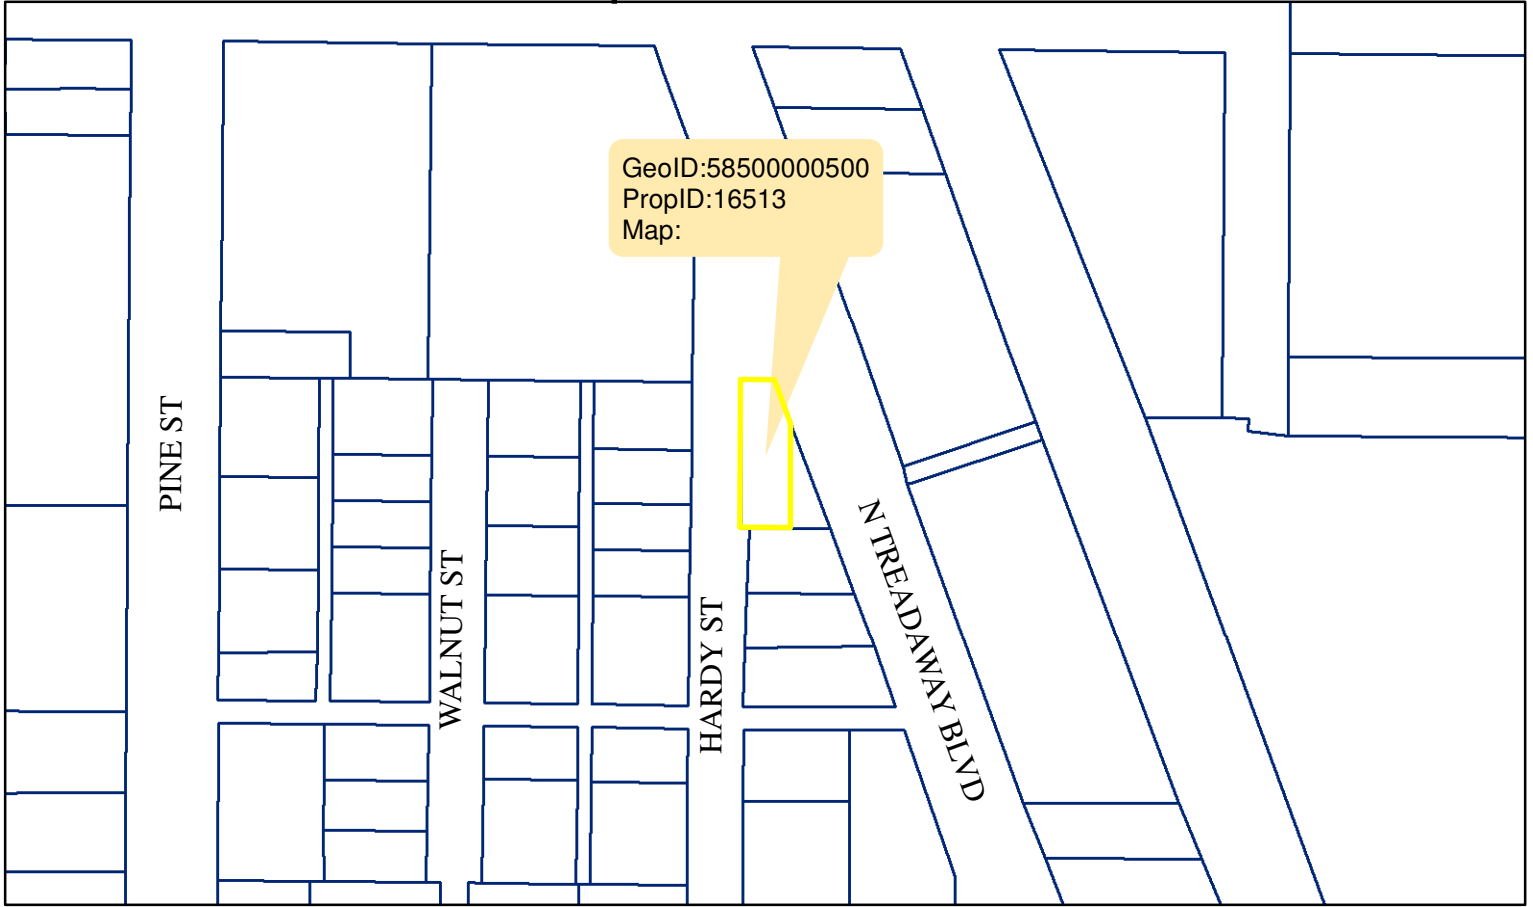 GeoID:58500000500
PropID:16513
Map:
PINE ST
WALNUT ST
HARDY ST
N TREADAWAY BLVD